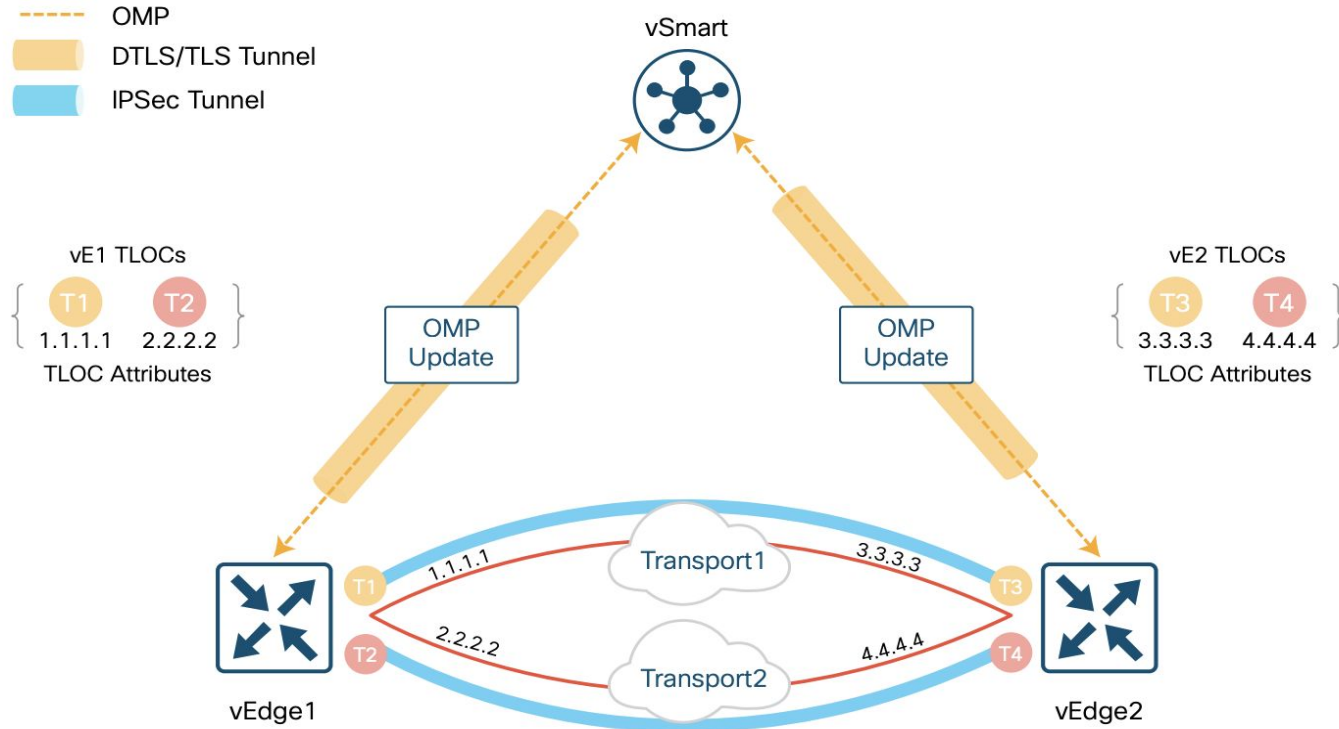 OMP
DTLS/TLS Tunnel
IPSec Tunnel
vSmart
vE1 TLOCs
T1 T2
1.1.1.1 2.2.2.2
TLOC Attributes
OMP
Update
OMP
Update
vE2 TLOCs
T3 T4
3.3.3.3 4.4.4.4
TLOC Attributes
T1
1.1.1.1
Transport1
3.3.3.3
T3
T2
2.2.2.2
Transport2
4.4.4.4
T4
vEdge1
vEdge2